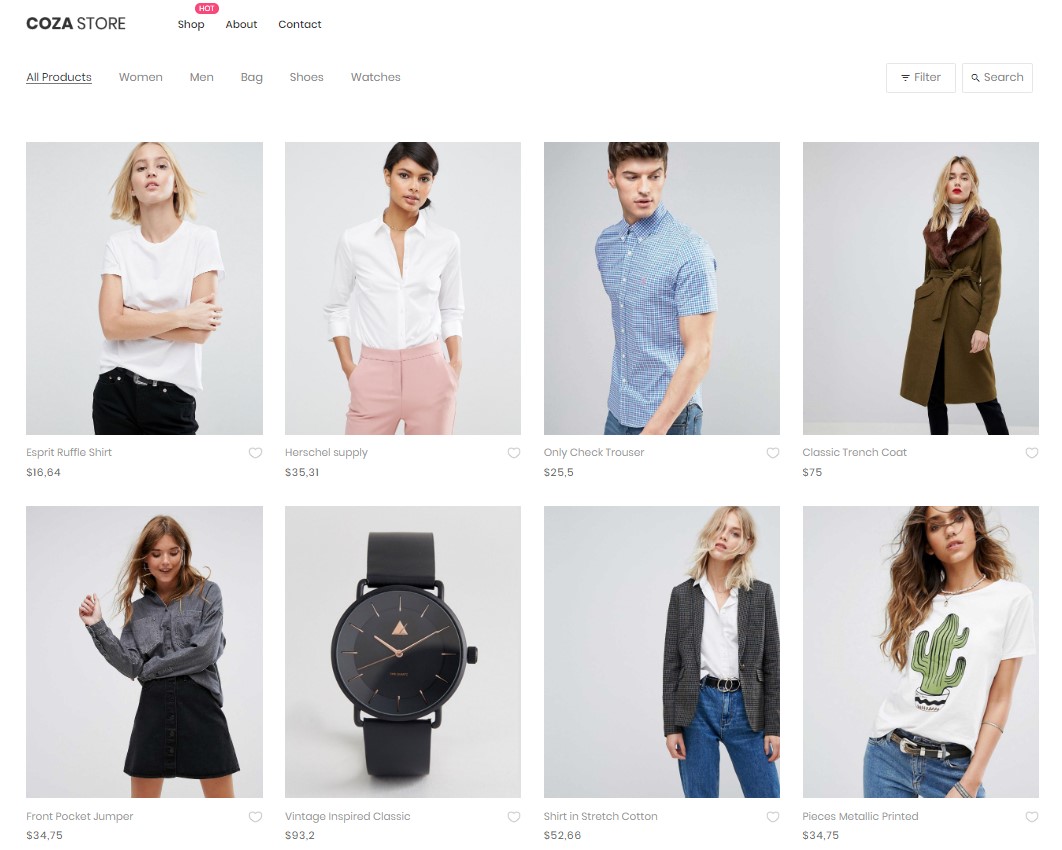 HOT
COZA STORE Shop About Contact
All Products Women Men Bag Shoes Watches Filter Search
Esprit Ruffle Shirt Herschel supply Only Check Trouser Classic Trench Coat
$16,64 $35,31 $25,5 $75
Front Pocket Jumper Vintage Inspired Classic Shirt in Stretch Cotton Pieces Metallic Printed
$34,75 $93,2 $52,66 $34,75